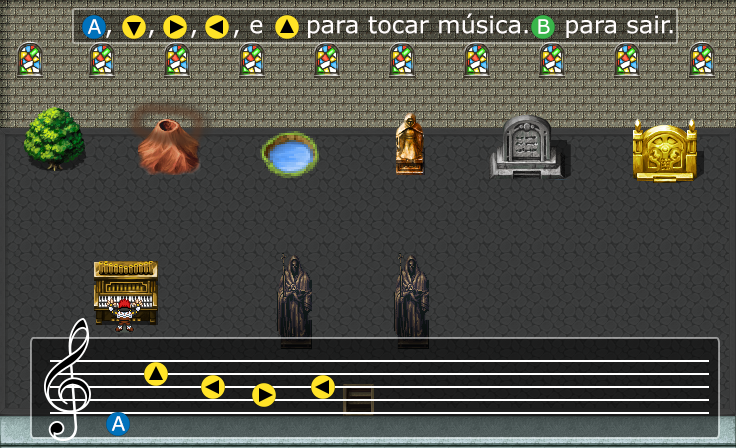 A, ▼, ►, ◄, e ▲ para tocar música. B para sair.
A